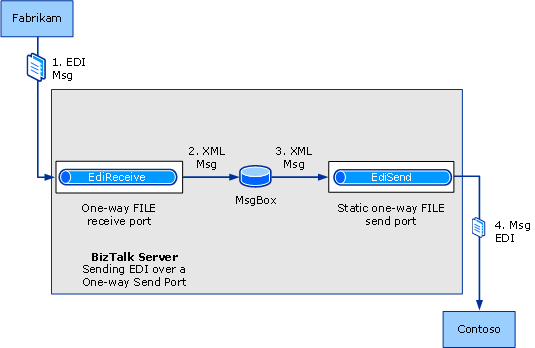 Fabrikam
1. EDI
Msg
2. XML
Msg
3. XML
Msg
EdiReceive
EdiSend
MsgBox
One-way FILE
receive port
Static one-way FILE
send port
4. Msg
EDI
BizTalk Server
Sending EDI over a
One-way Send Port
Contoso